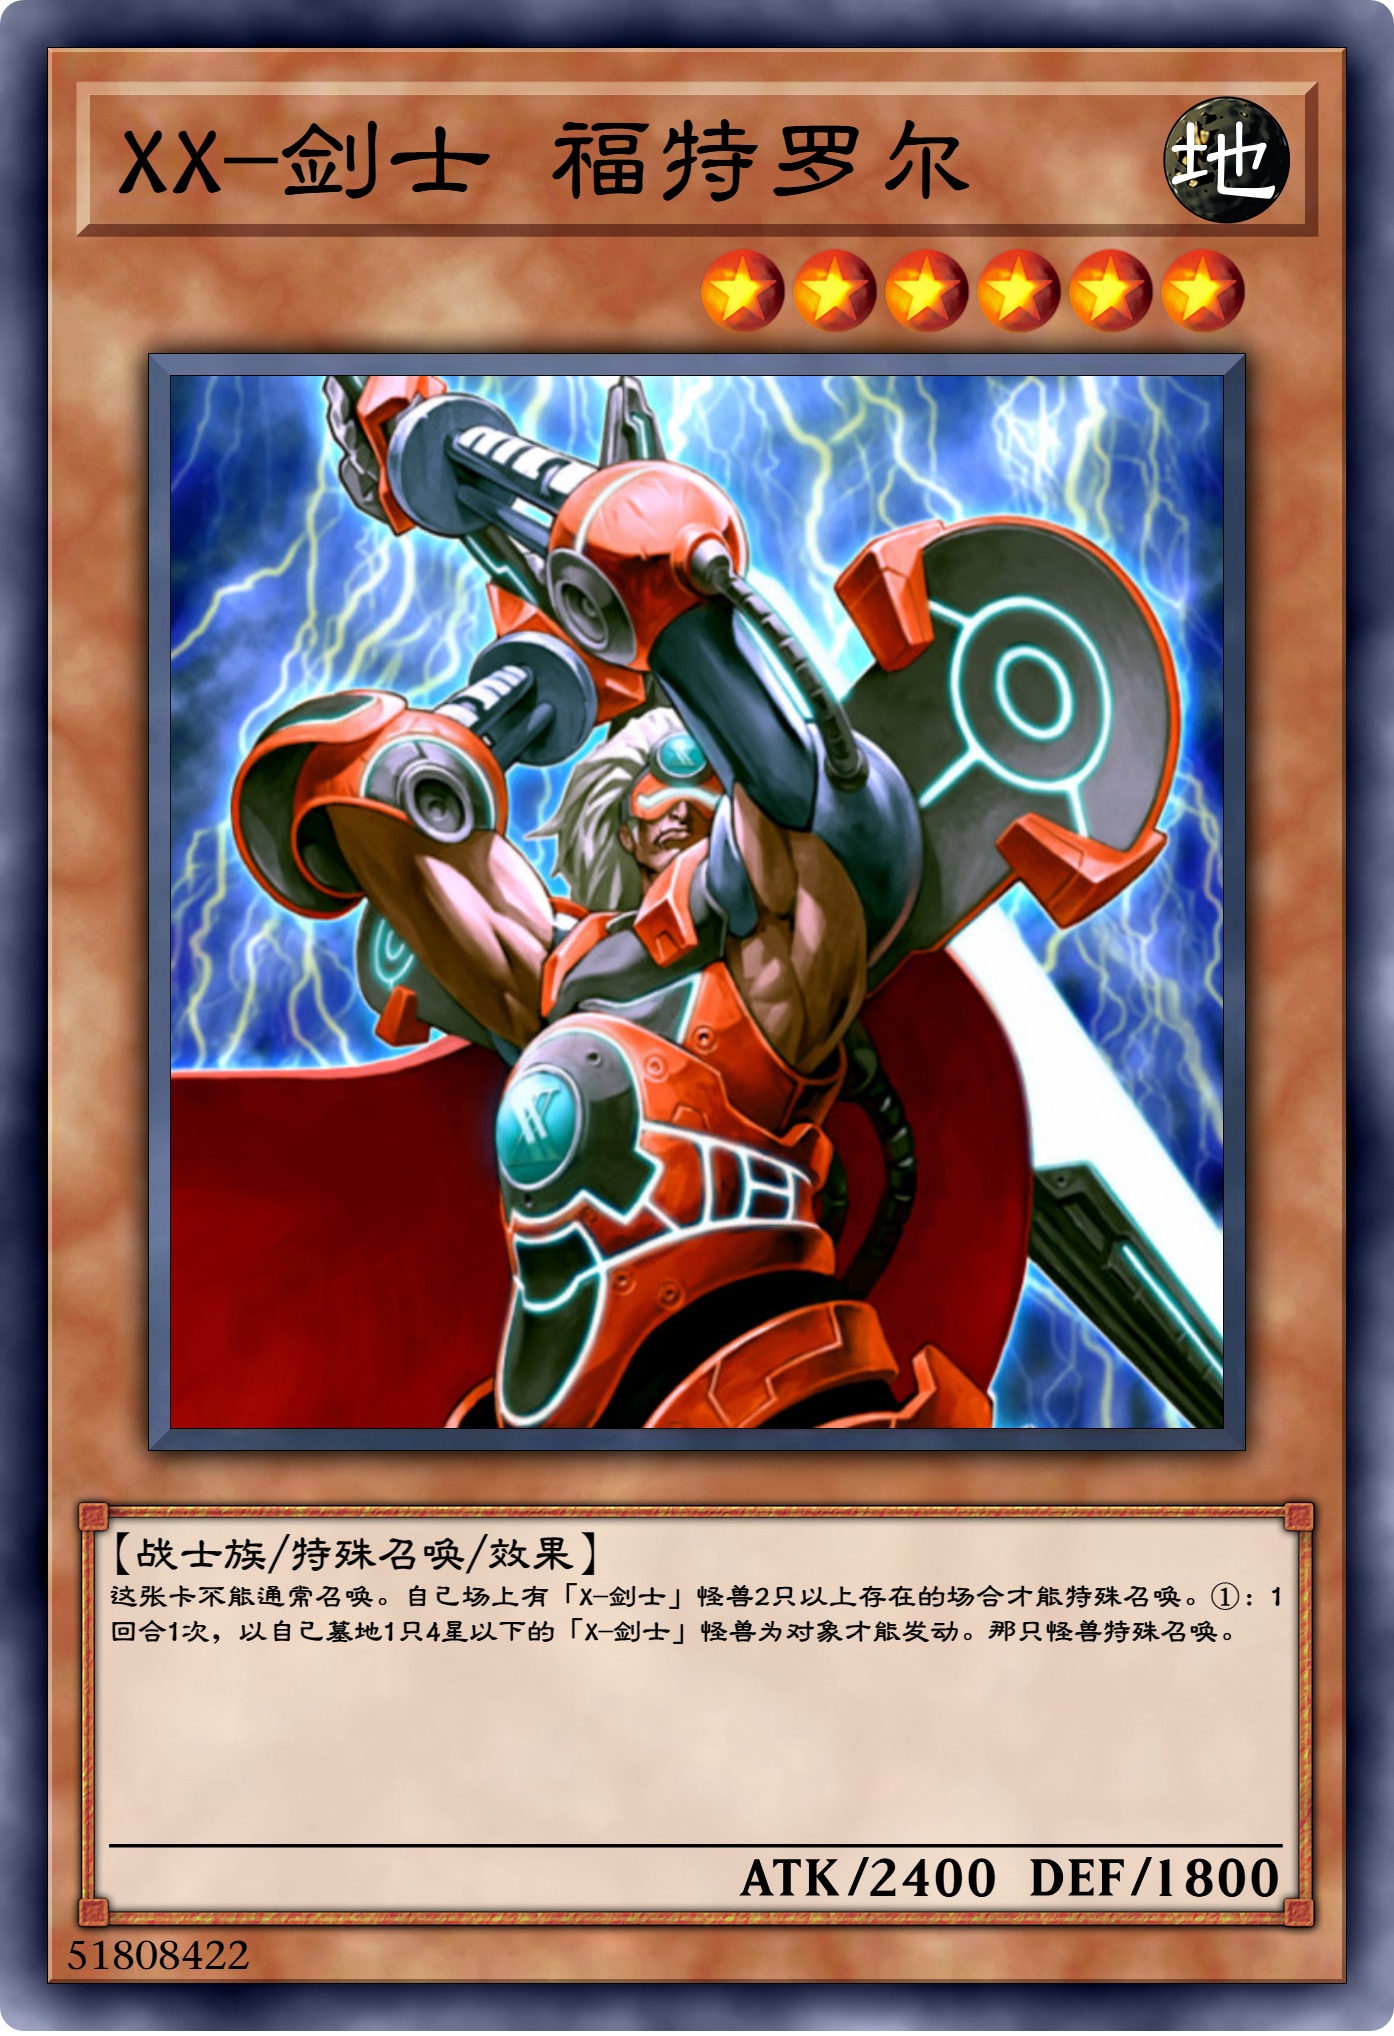 XX-剑士 福特罗尔
地
【战士族/特殊召唤/效果】
这张卡不能通常召唤。自己场上有「X-剑士」怪兽2只以上存在的场合才能特殊召唤。①：1
回合1次，以自己墓地1只4星以下的「X-剑士」怪兽为对象才能发动。那只怪兽特殊召唤。
ATK/2400 DEF/1800
51808422